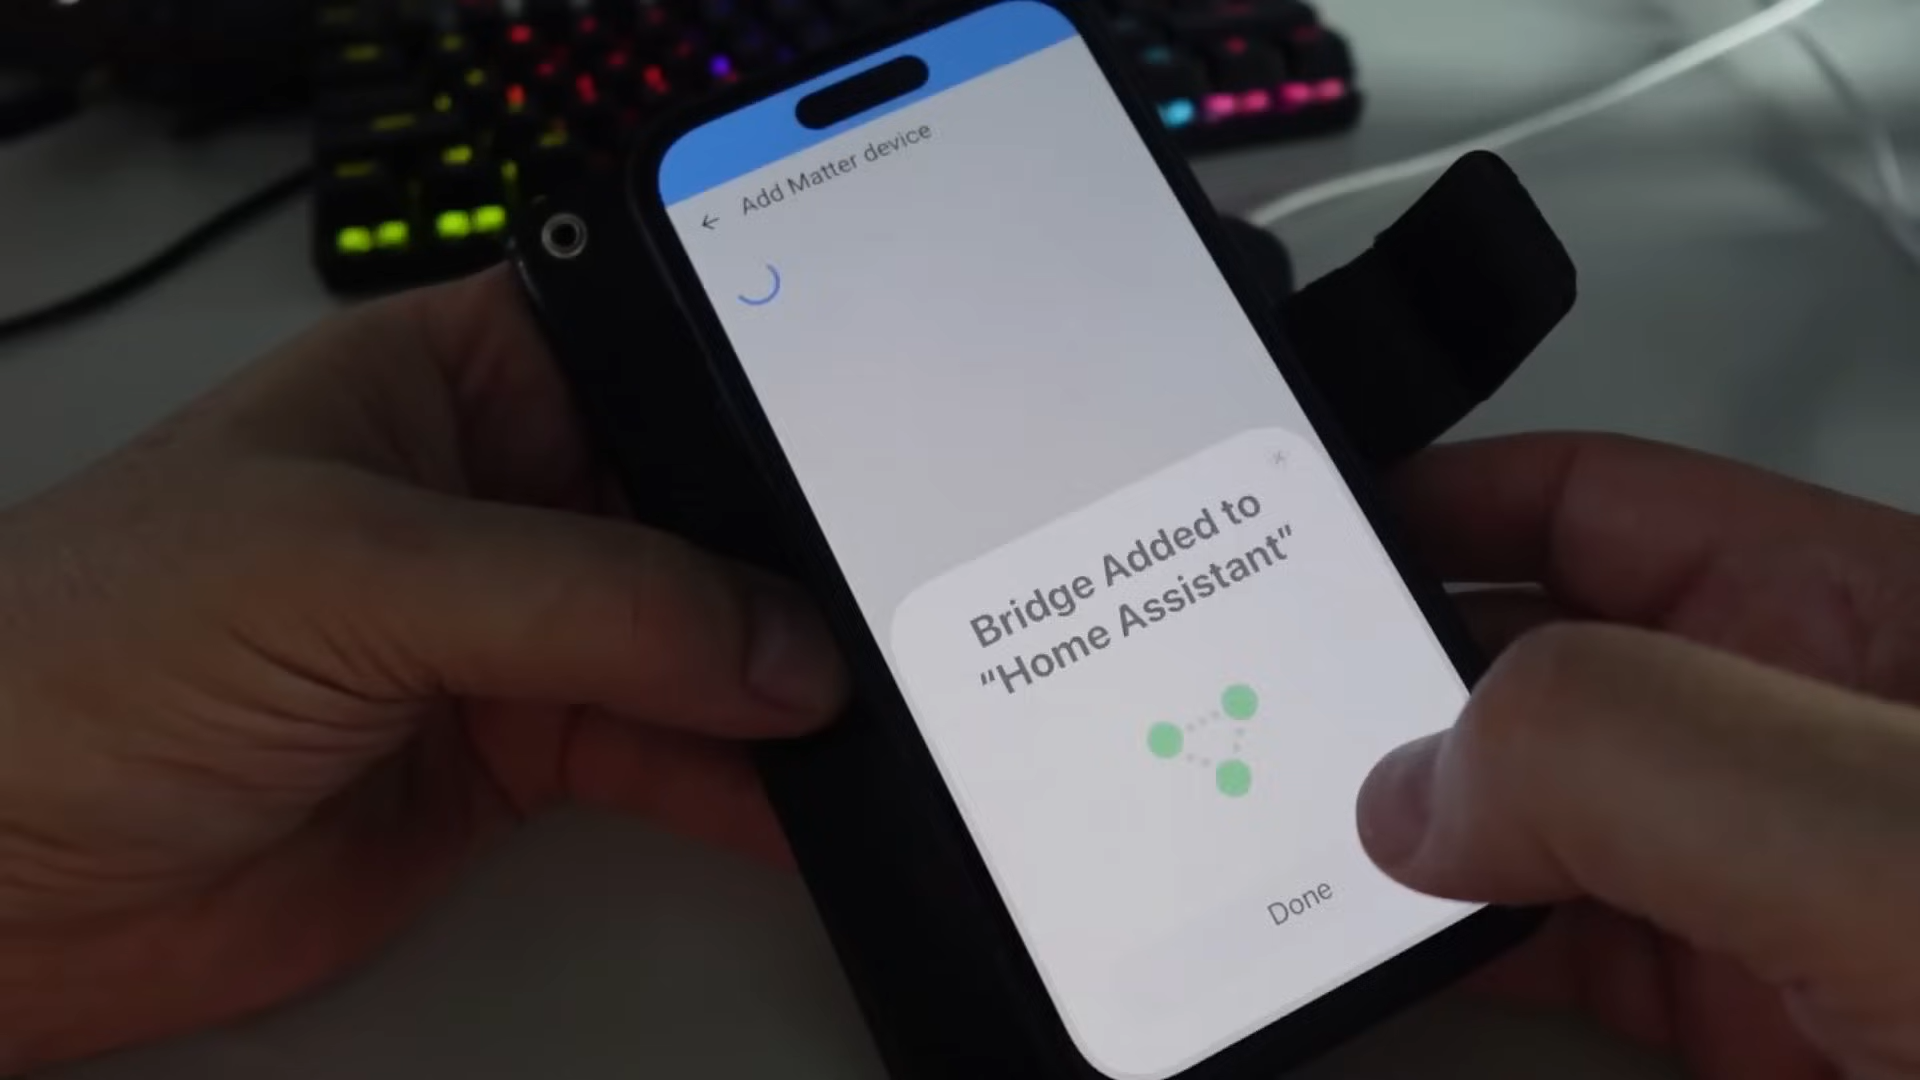 Add Matter device
Bridge Added to
“Home Assistant”
Done